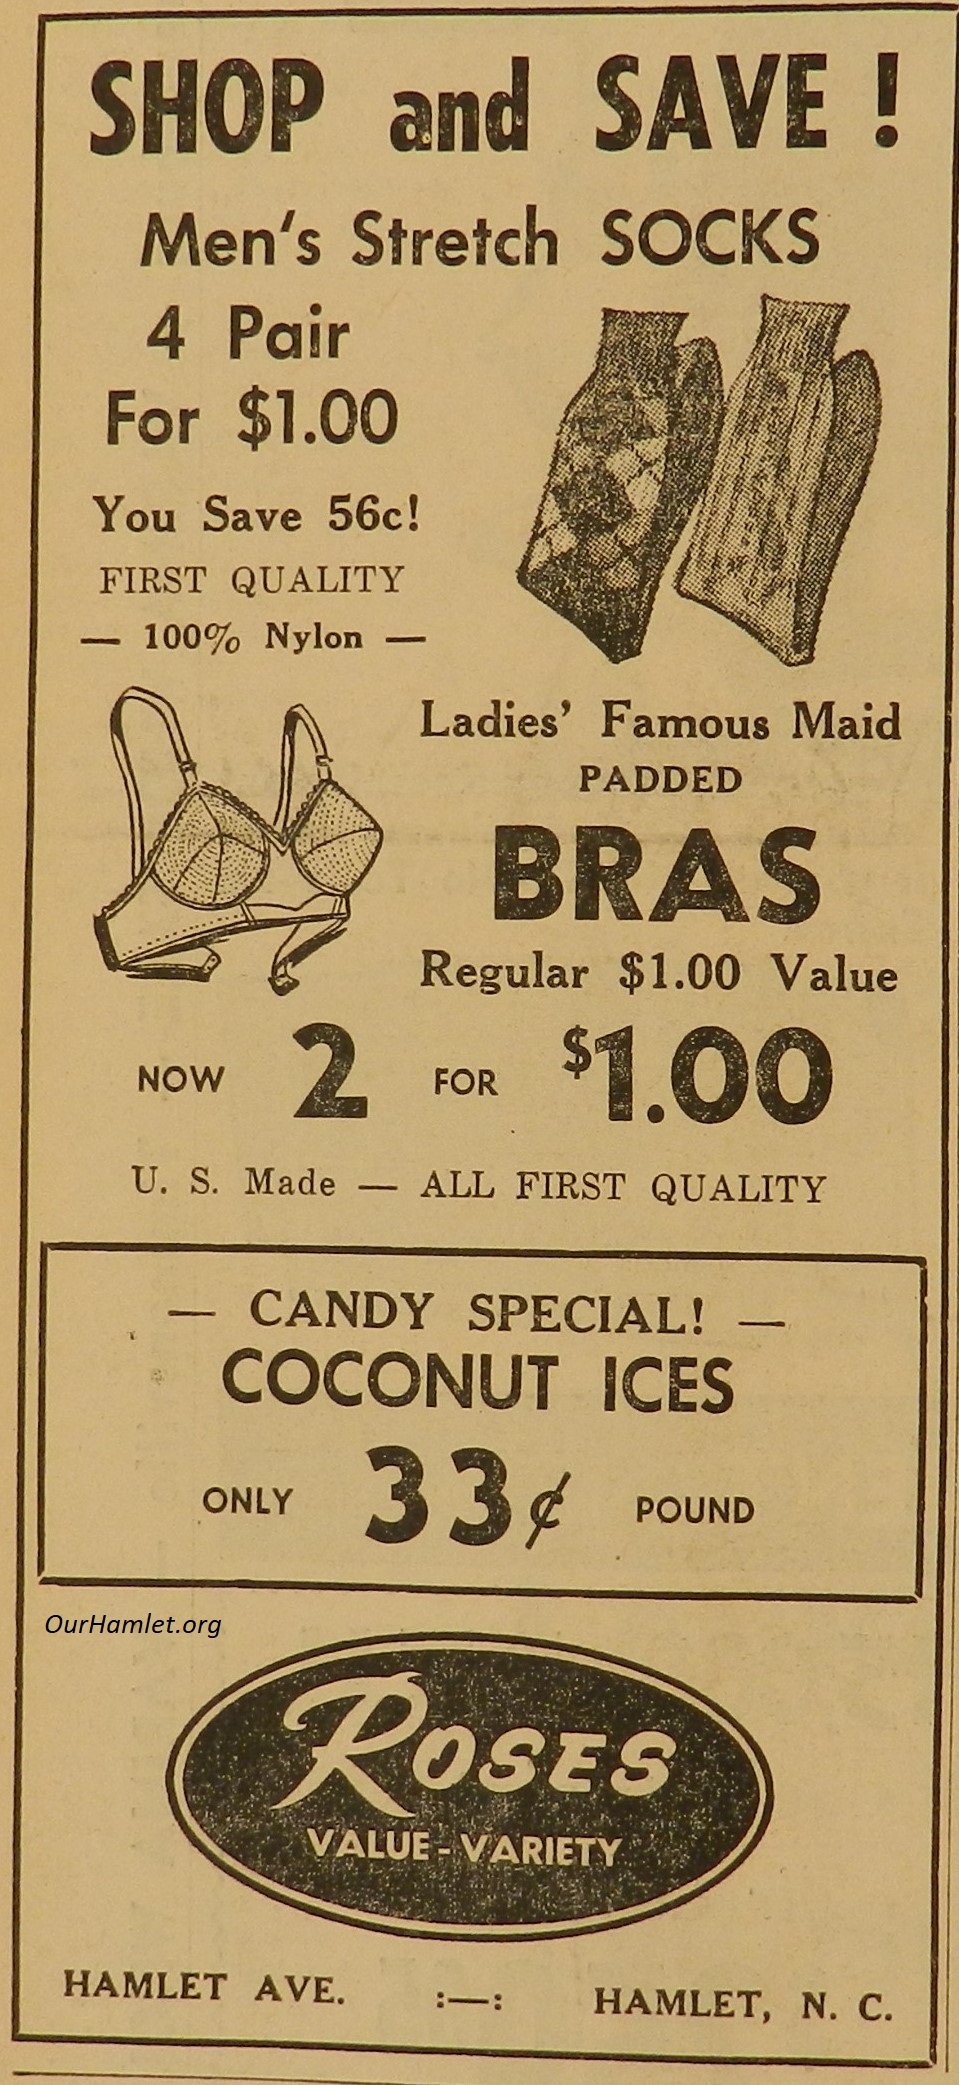 SHOP and SAVE !
Men's Stretch SOCKS
4 Pair
For $1.00
You Save 56c!
FIRST QUALITY
— 100% Nylon —
Ladies' Famous Maid
PADDED
BRAS
Regular $1.00 Value
NOW 2 FOR $1.00
U. S. Made — ALL FIRST QUALITY
— CANDY SPECIAL! —
COCONUT ICES
ONLY 33¢ POUND
OurHamlet.org
ROSES
VALUE - VARIETY
HAMLET AVE. :—: HAMLET, N. C.